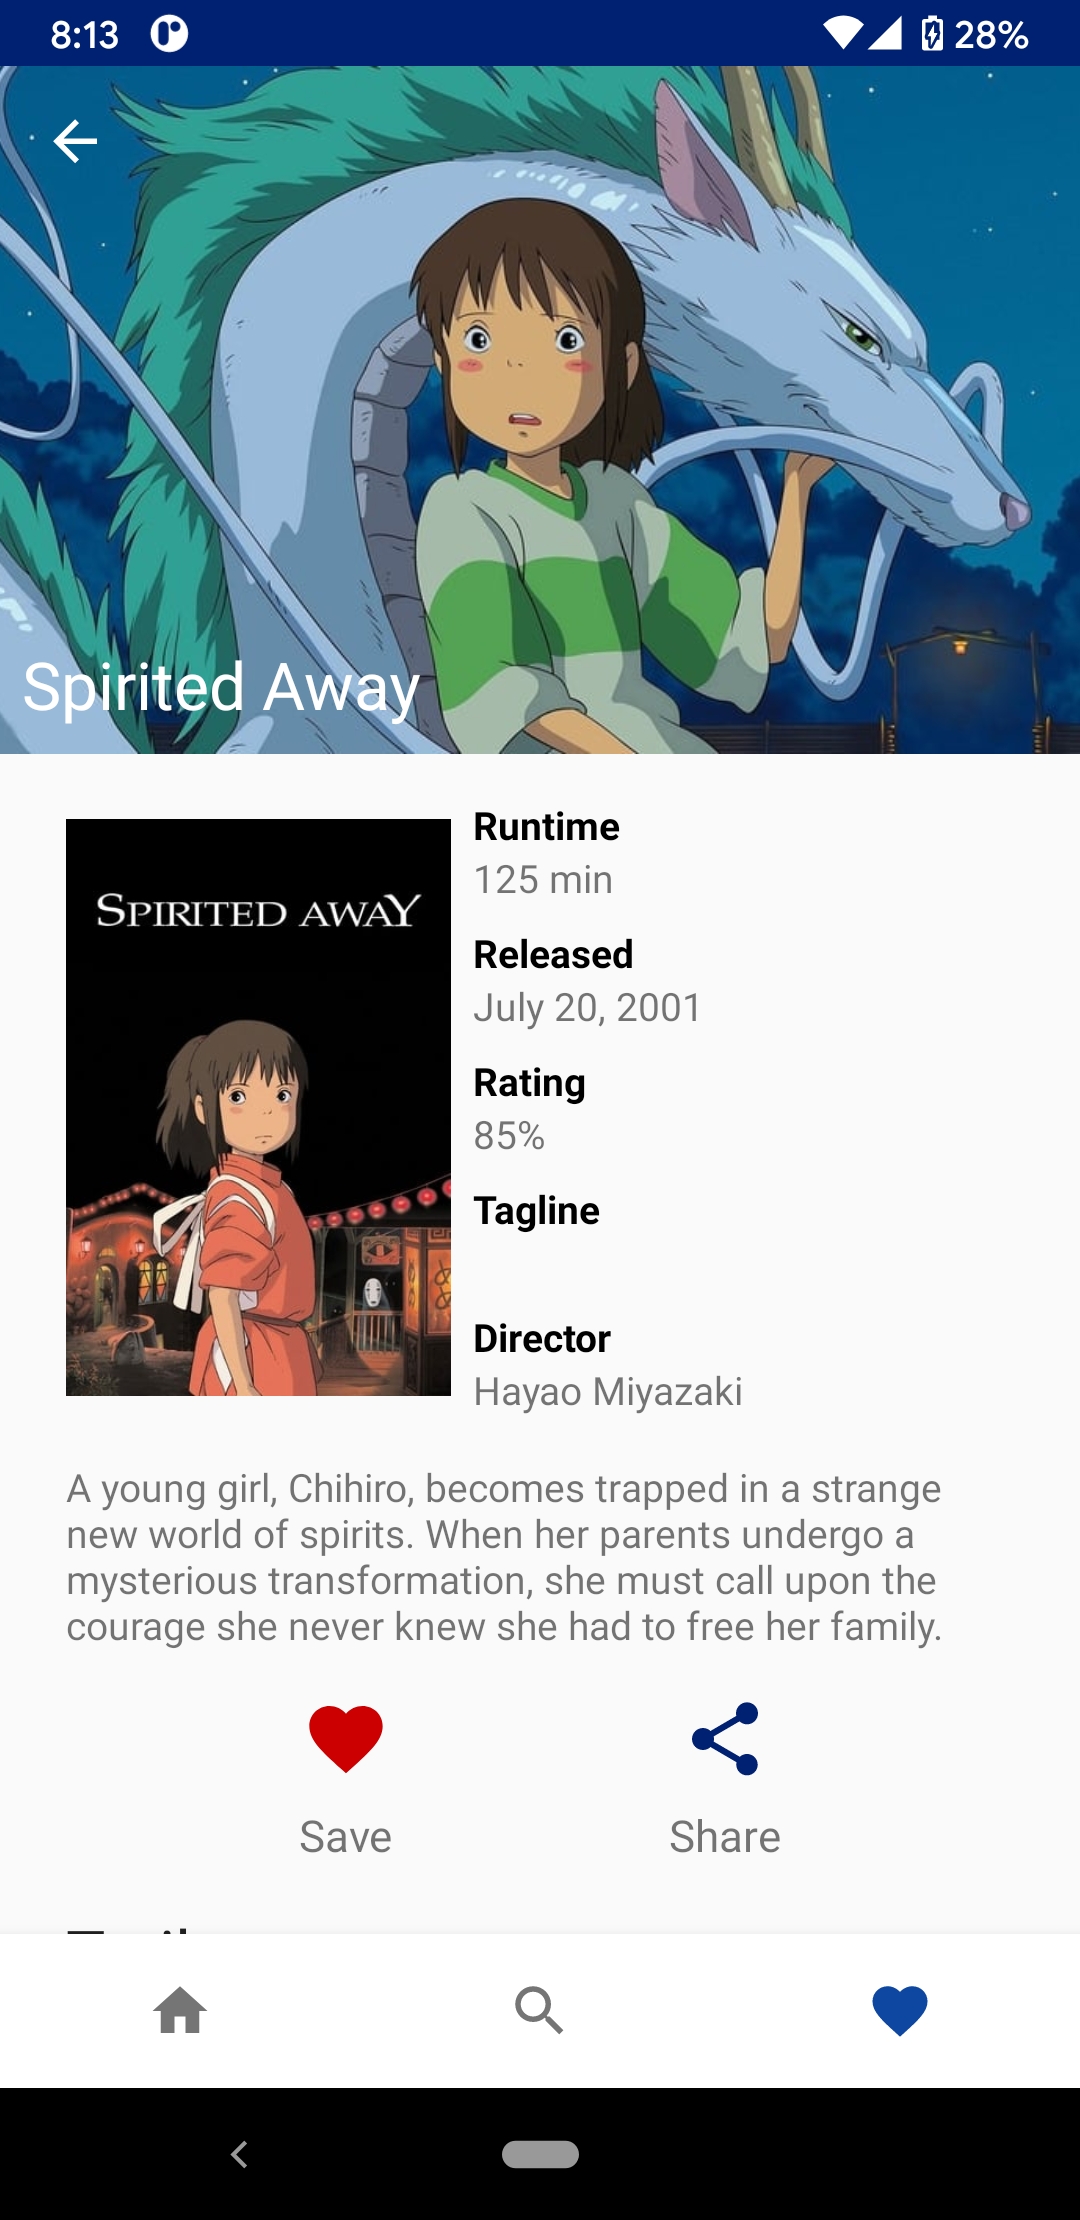 8:13
28%
Spirited Away
SPIRITED AWAY
Runtime
125 min
Released
July 20, 2001
Rating
85%
Tagline
Director
Hayao Miyazaki
A young girl, Chihiro, becomes trapped in a strange
new world of spirits. When her parents undergo a
mysterious transformation, she must call upon the
courage she never knew she had to free her family.
Save
Share